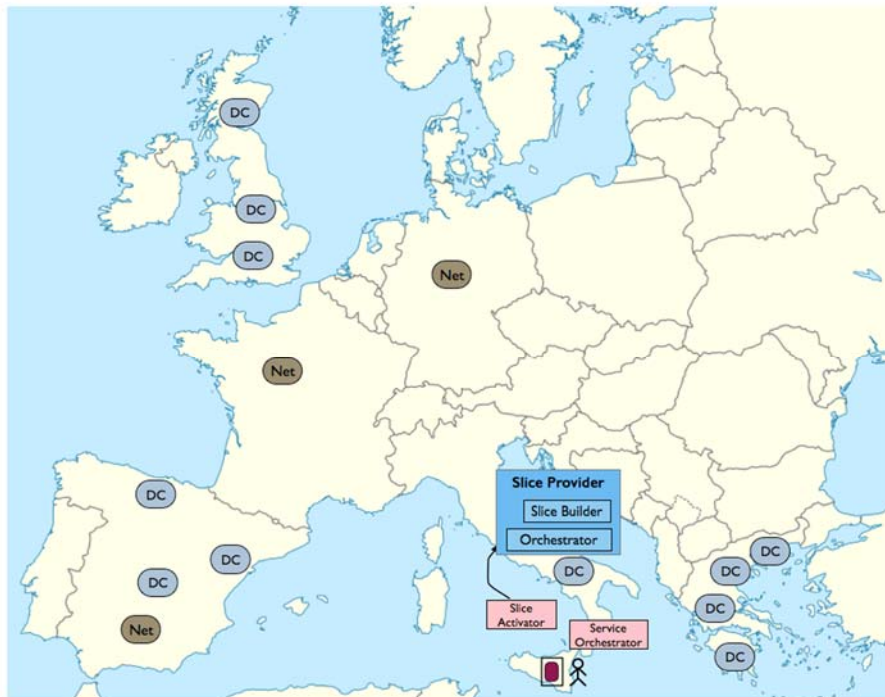 DC
DC
DC
Net
Net
Slice Provider
Slice Builder
Orchestrator
DC
DC
DC
DC
DC
DC
DC
Slice
Activator
DC
Net
Service
Orchestrator
DC